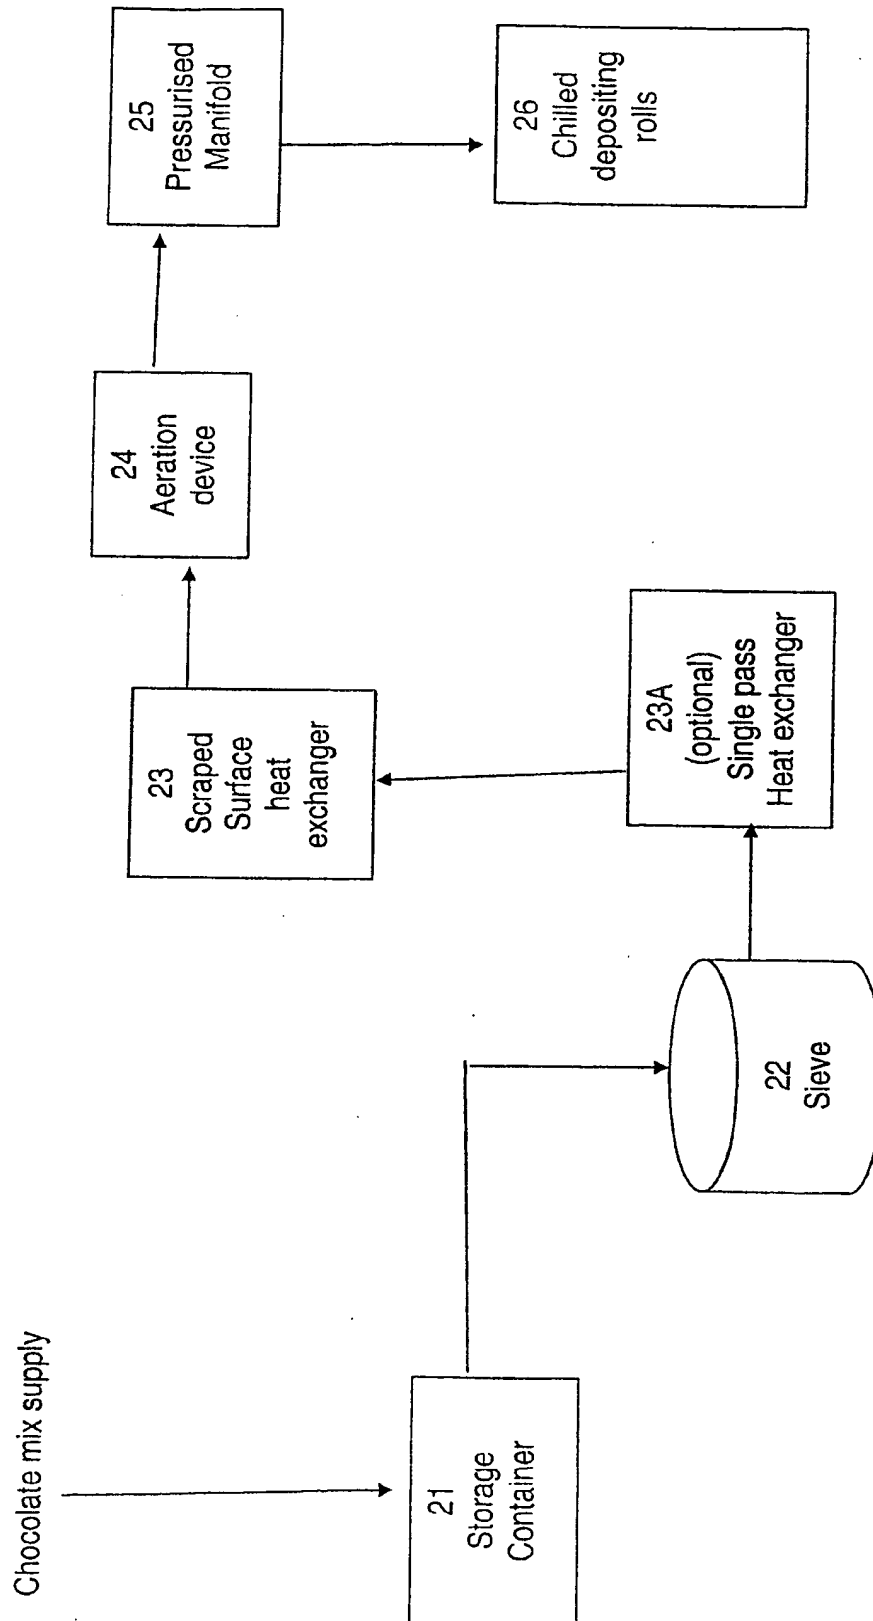 Chocolate mix supply
21
Storage
Container
22
Sieve
23A
(optional)
Single pass
Heat exchanger
23
Scraped
Surface
heat
exchanger
24
Aeration
device
25
Pressurised
Manifold
26
Chilled
depositing
rolls